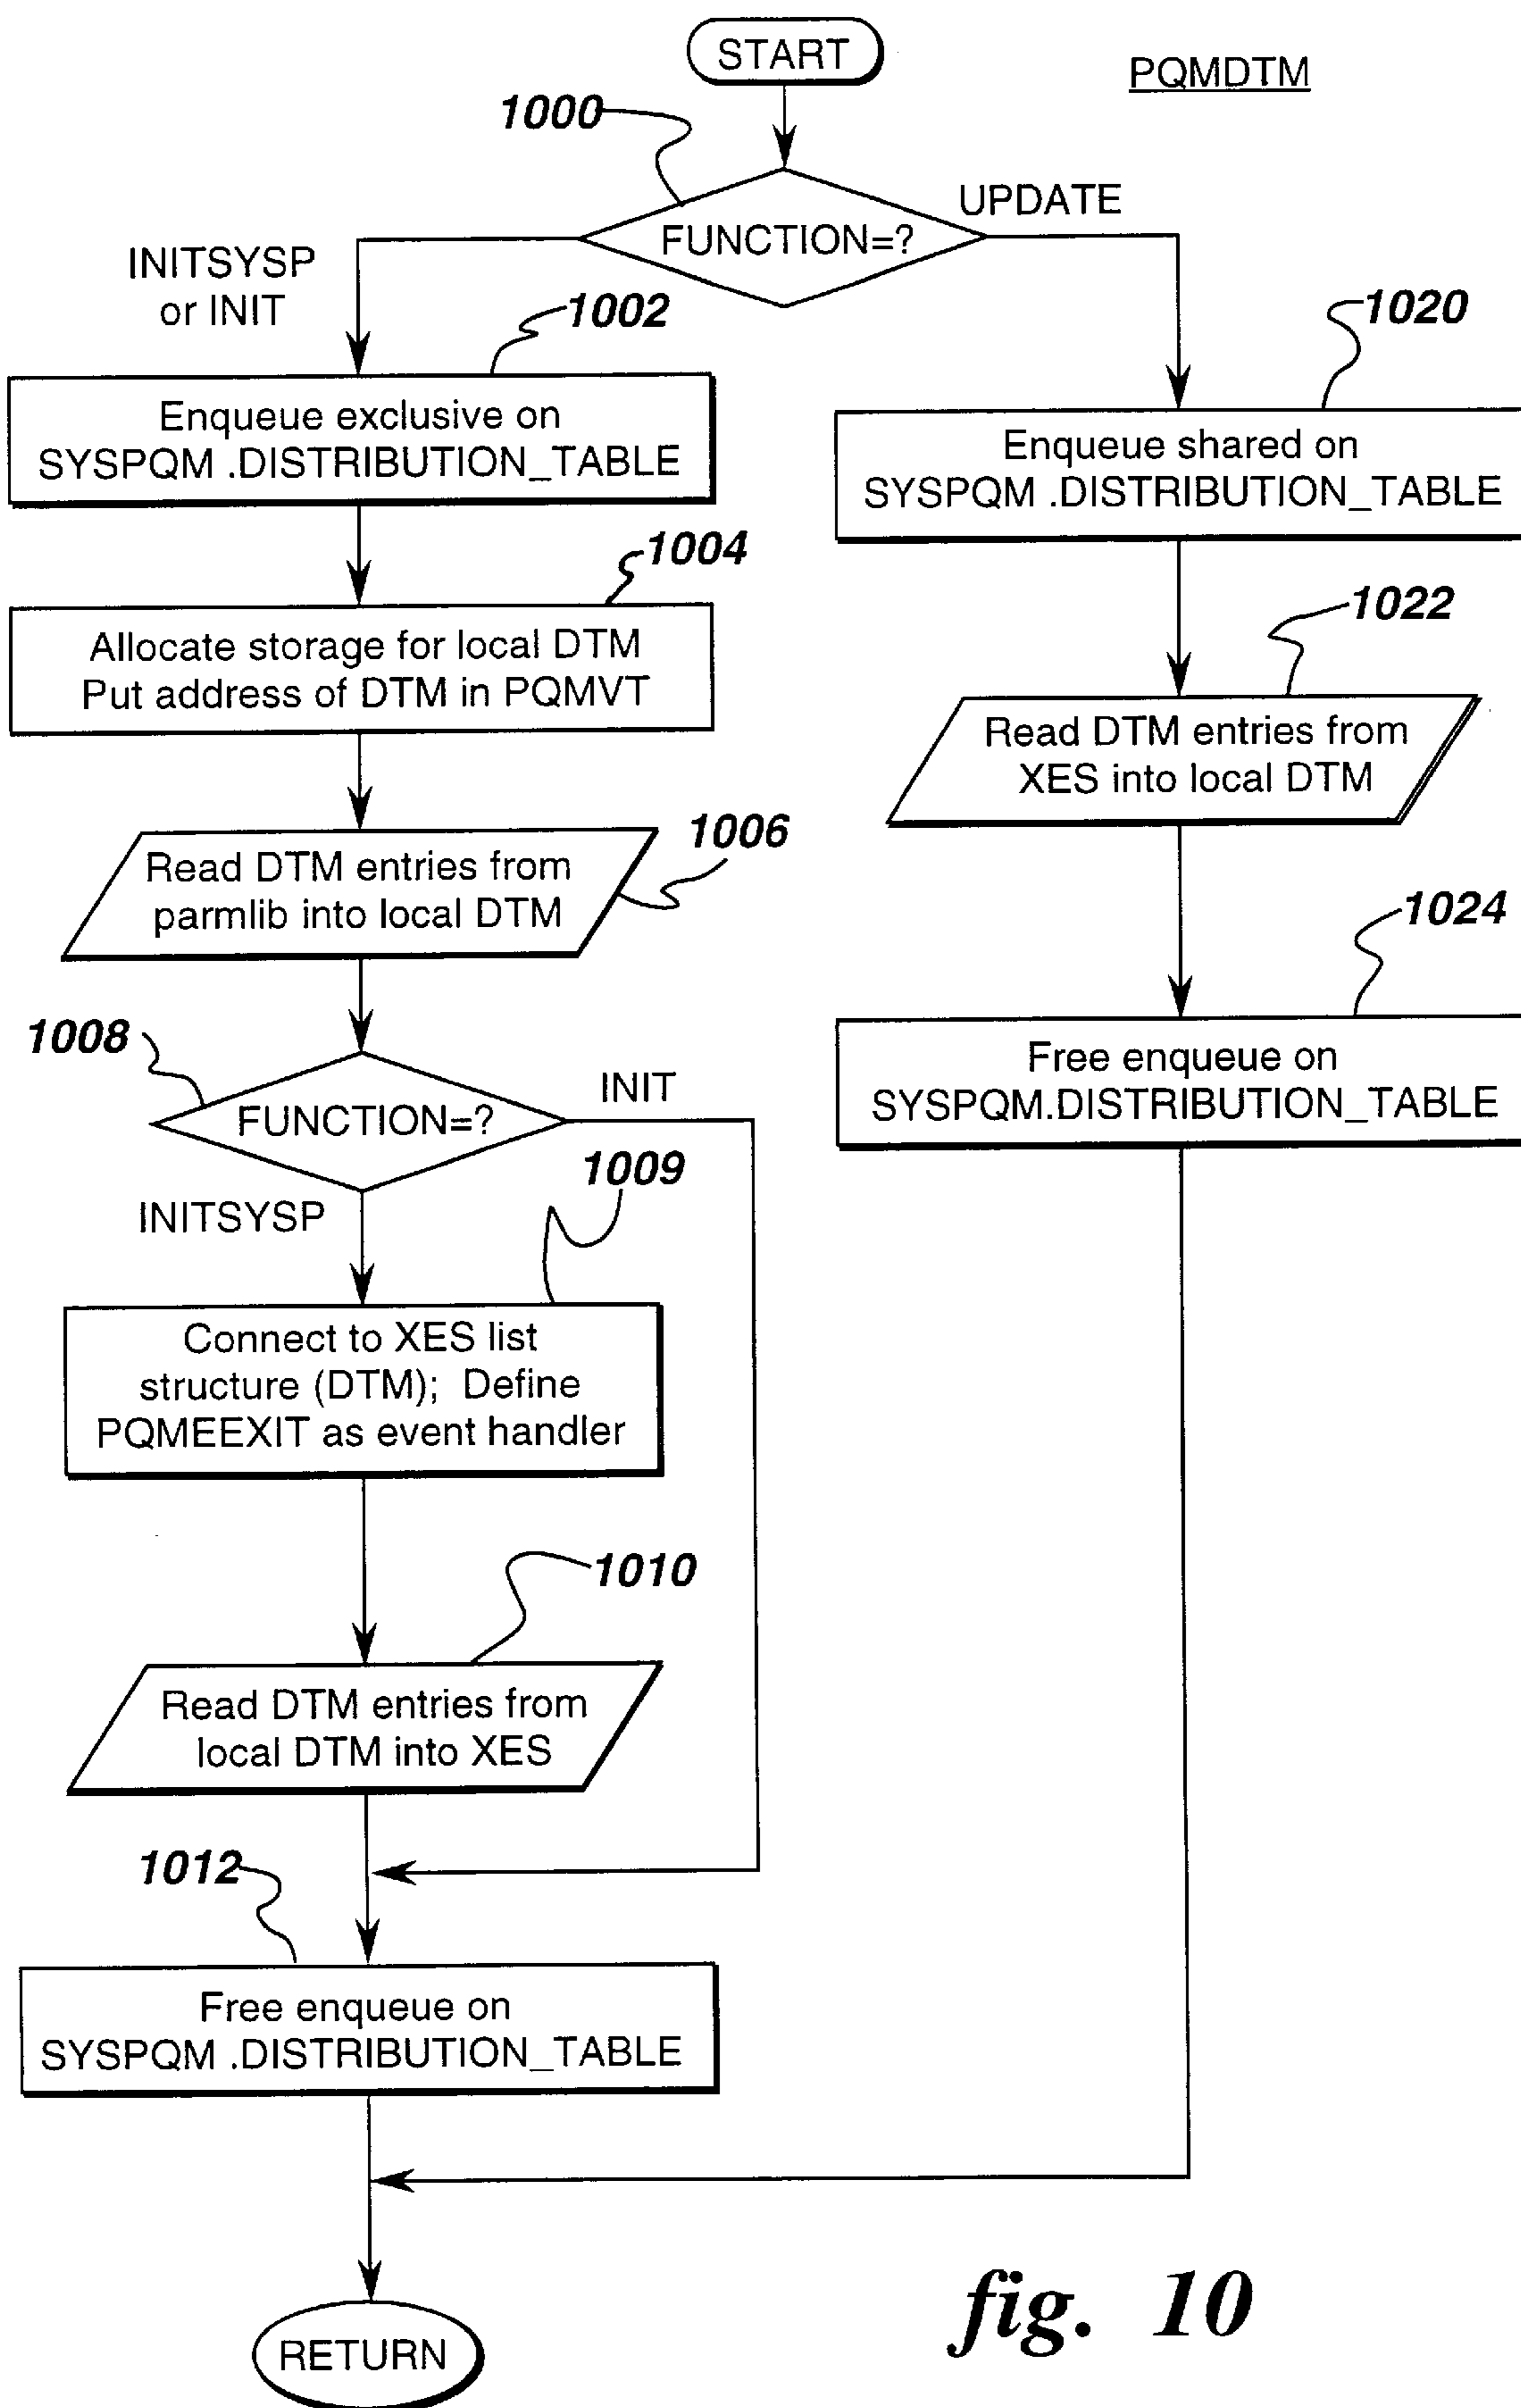 START
PQMDTM
1000
FUNCTION=?
UPDATE
INITSYSP
or INIT
1002
Enqueue exclusive on
SYSPQM .DISTRIBUTION_TABLE
1004
Allocate storage for local DTM
Put address of DTM in PQMVT
1006
Read DTM entries from
parmlib into local DTM
1008
FUNCTION=?
INIT
INITSYSP
1009
Connect to XES list
structure (DTM); Define
PQMEEXIT as event handler
1010
Read DTM entries from
local DTM into XES
1012
Free enqueue on
SYSPQM .DISTRIBUTION_TABLE
RETURN
1020
Enqueue shared on
SYSPQM .DISTRIBUTION_TABLE
1022
Read DTM entries from
XES into local DTM
1024
Free enqueue on
SYSPQM.DISTRIBUTION_TABLE
fig. 10